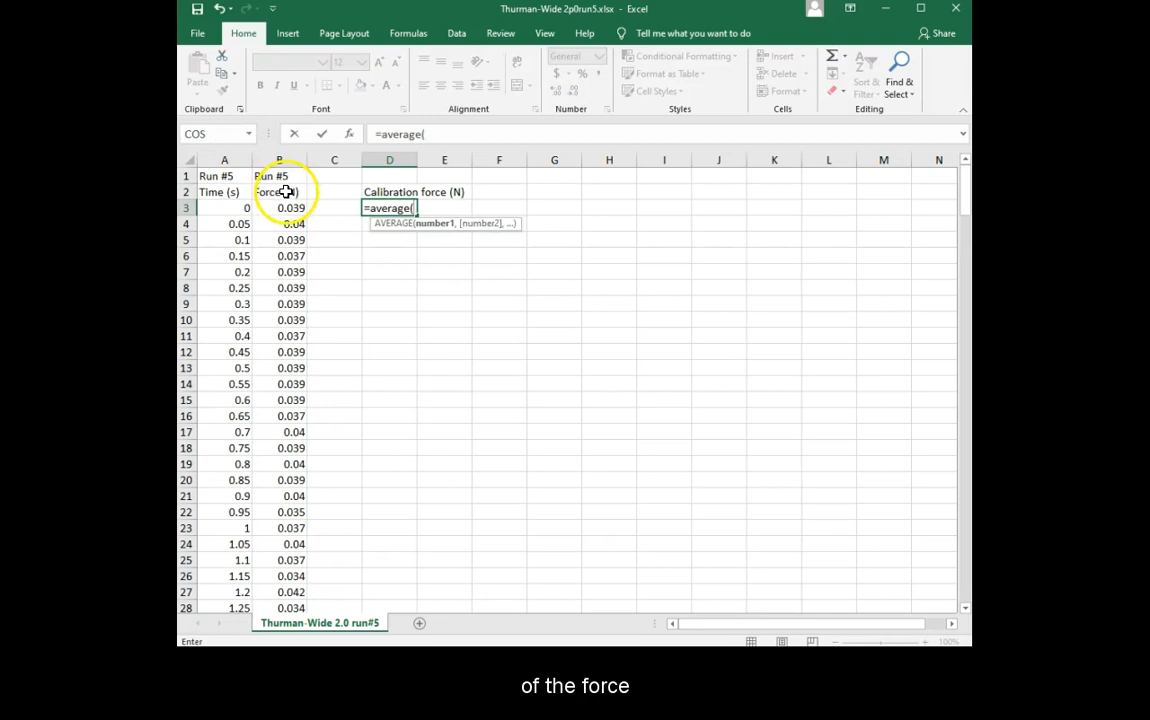 Thurman-Wide 2p0run5.xlsx - Excel
File Home Insert Page Layout Formulas Data Review View Help Tell me what you want to do Share
Paste
12
B I U
General
$ % ,
Conditional Formatting
Format as Table
Cell Styles
Insert
Delete
Format
Sort & Filter
Find & Select
Clipboard Font Alignment Number Styles Cells Editing
COS fx =average(
A B C D E F G H I J K L M N
1 Run #5 Run #5
2 Time (s) Calibration force (N)
3 0 0.039 =average(
4 0.05 0.04 AVERAGE(number1, [number2], ...)
5 0.1 0.039
6 0.15 0.037
7 0.2 0.039
8 0.25 0.039
9 0.3 0.039
10 0.35 0.039
11 0.4 0.037
12 0.45 0.039
13 0.5 0.039
14 0.55 0.039
15 0.6 0.039
16 0.65 0.037
17 0.7 0.04
18 0.75 0.039
19 0.8 0.04
20 0.85 0.039
21 0.9 0.04
22 0.95 0.035
23 1 0.037
24 1.05 0.04
25 1.1 0.037
26 1.15 0.034
27 1.2 0.042
28 1.25 0.034
Thurman-Wide 2.0 run#5
Enter 100%
of the force